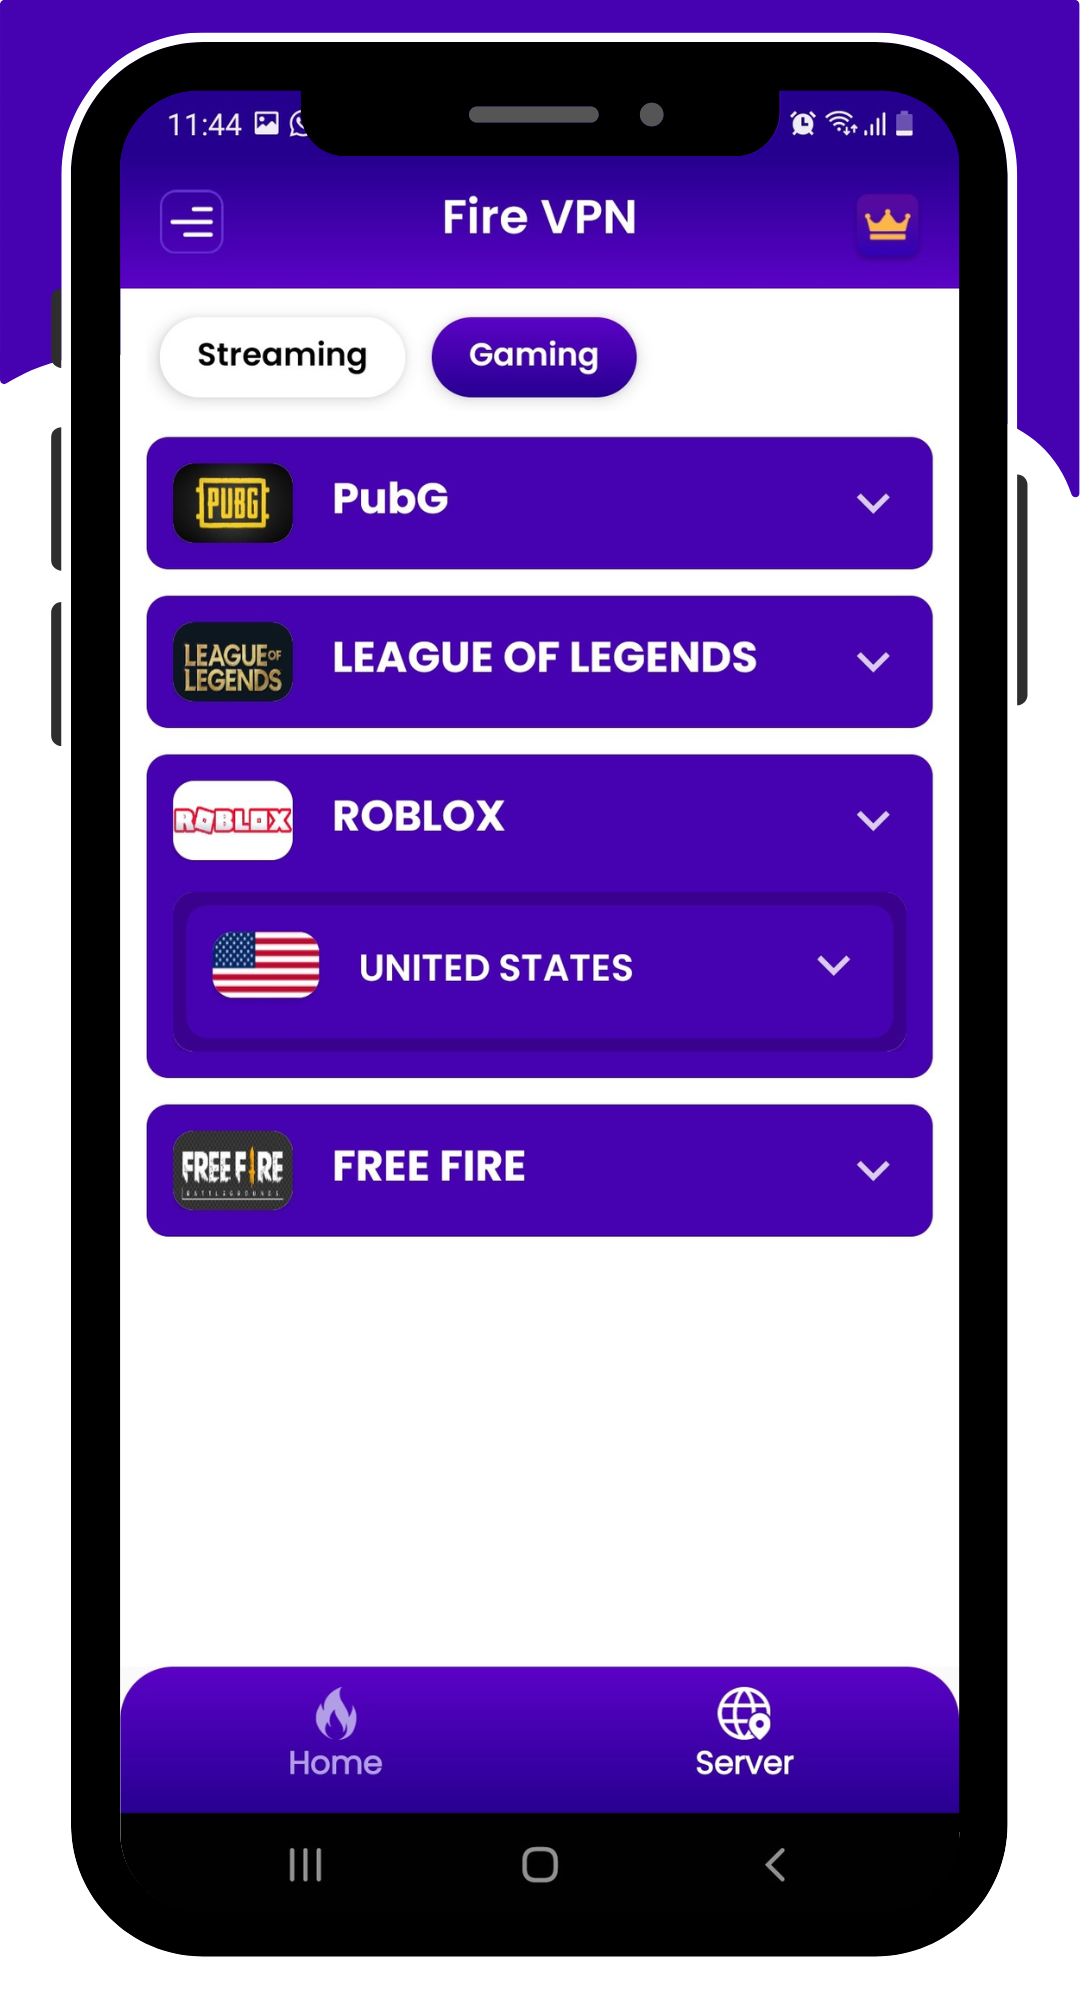 11:44
Fire VPN
Streaming
Gaming
PUBG
PubG
LEAGUE OF
LEGENDS
LEAGUE OF LEGENDS
ROBLOX
ROBLOX
UNITED STATES
FREE FIRE
BATTLEGROUNDS
FREE FIRE
Home
Server